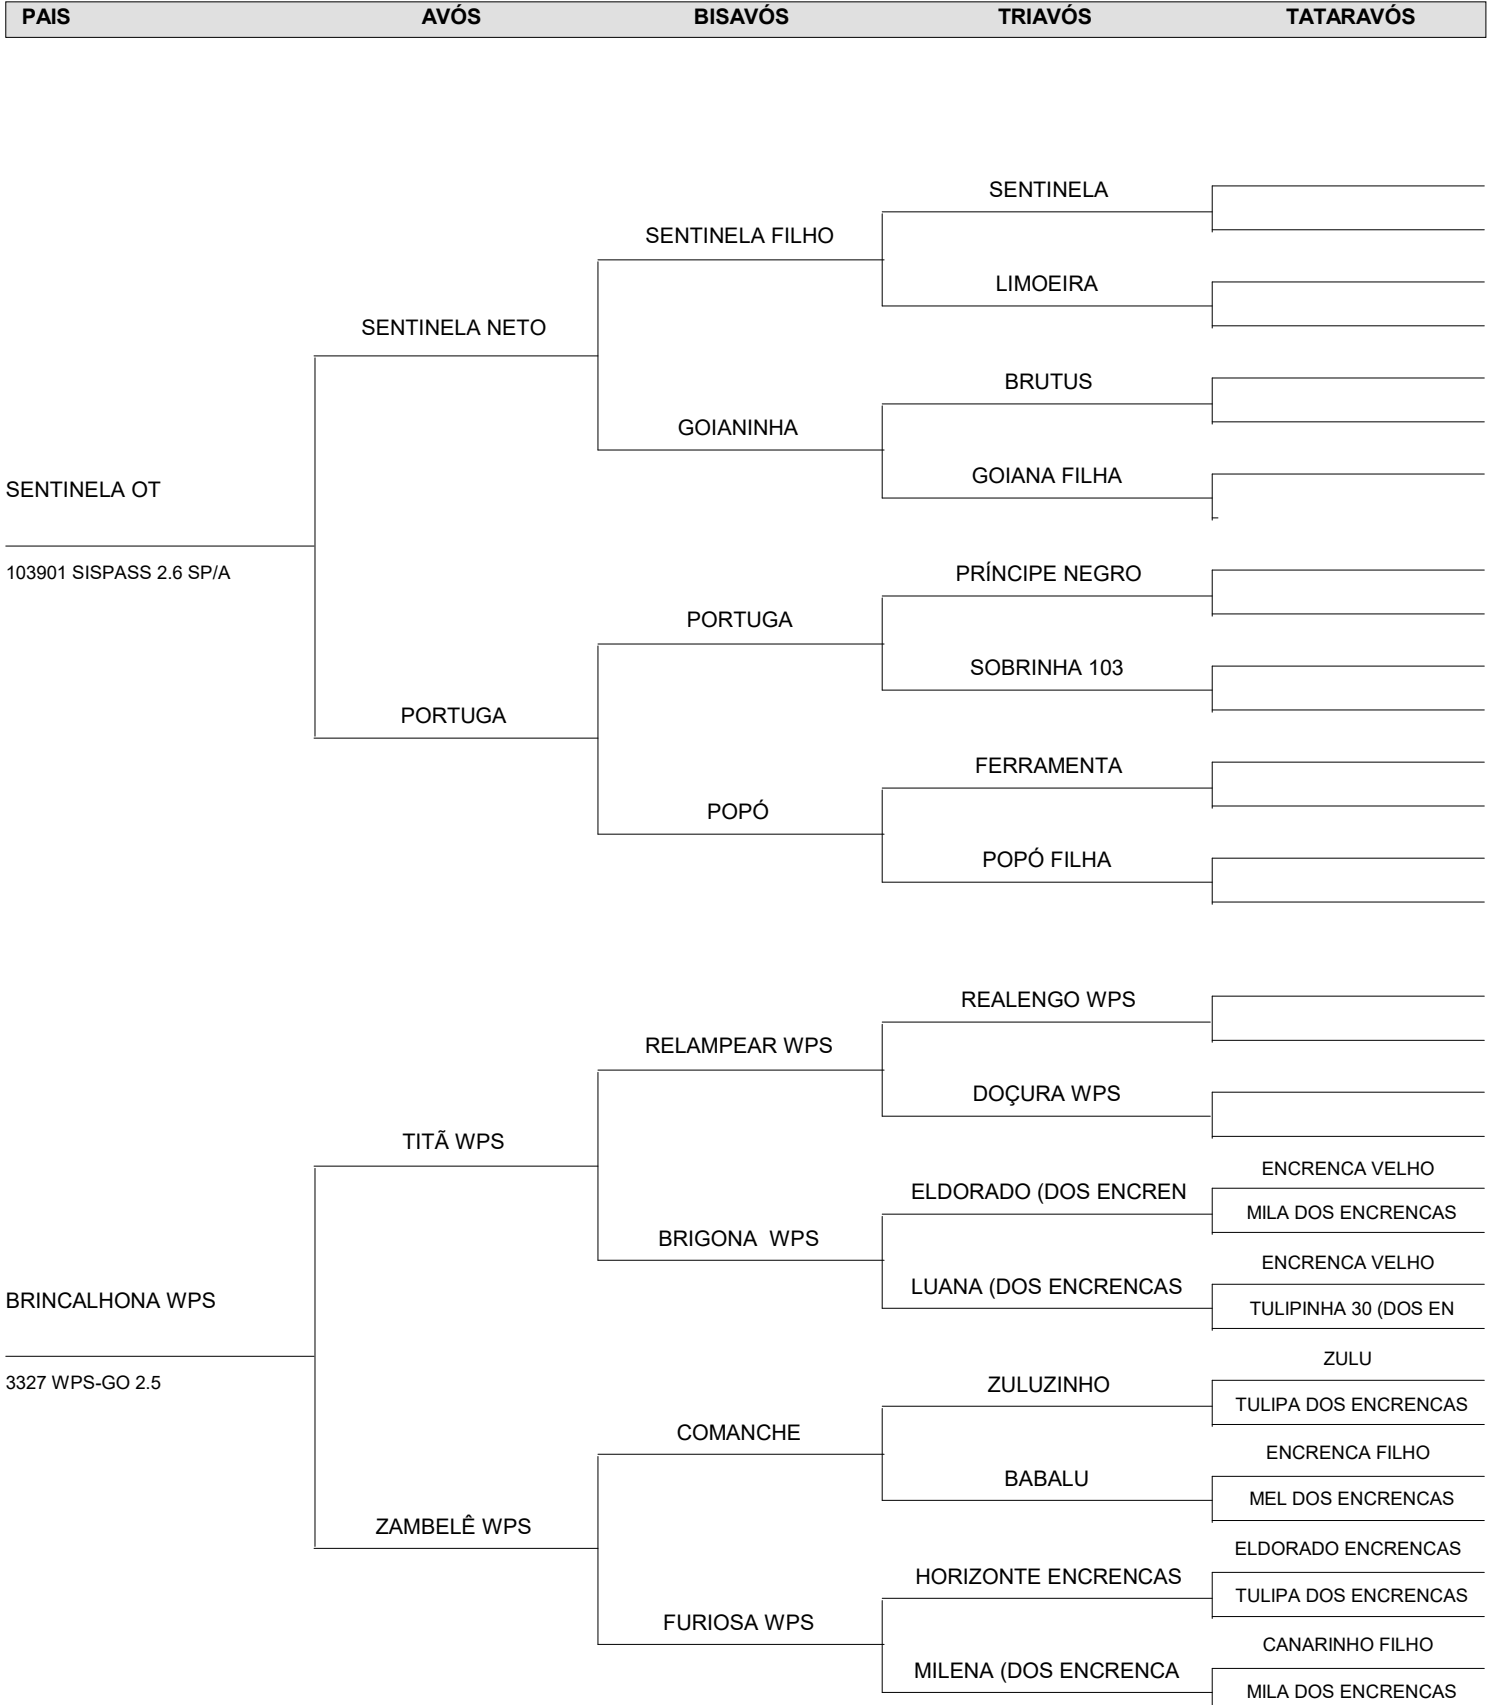 PAIS AVÓS BISAVÓS TRIAVÓS TATARAVÓS
SENTINELA
SENTINELA FILHO
LIMOEIRA
SENTINELA NETO
BRUTUS
GOIANINHA
GOIANA FILHA
SENTINELA OT
103901 SISPASS 2.6 SP/A
PRÍNCIPE NEGRO
PORTUGA
SOBRINHA 103
PORTUGA
FERRAMENTA
POPÓ
POPÓ FILHA
REALENGO WPS
RELAMPEAR WPS
DOÇURA WPS
TITÃ WPS
ENCRENCA VELHO
ELDORADO (DOS ENCREN
MILA DOS ENCRENCAS
BRIGONA  WPS
ENCRENCA VELHO
LUANA (DOS ENCRENCAS
TULIPINHA 30 (DOS EN
BRINCALHONA WPS
3327 WPS-GO 2.5
ZULU
ZULUZINHO
TULIPA DOS ENCRENCAS
COMANCHE
ENCRENCA FILHO
BABALU
MEL DOS ENCRENCAS
ZAMBELÊ WPS
ELDORADO ENCRENCAS
HORIZONTE ENCRENCAS
TULIPA DOS ENCRENCAS
FURIOSA WPS
CANARINHO FILHO
MILENA (DOS ENCRENCA
MILA DOS ENCRENCAS